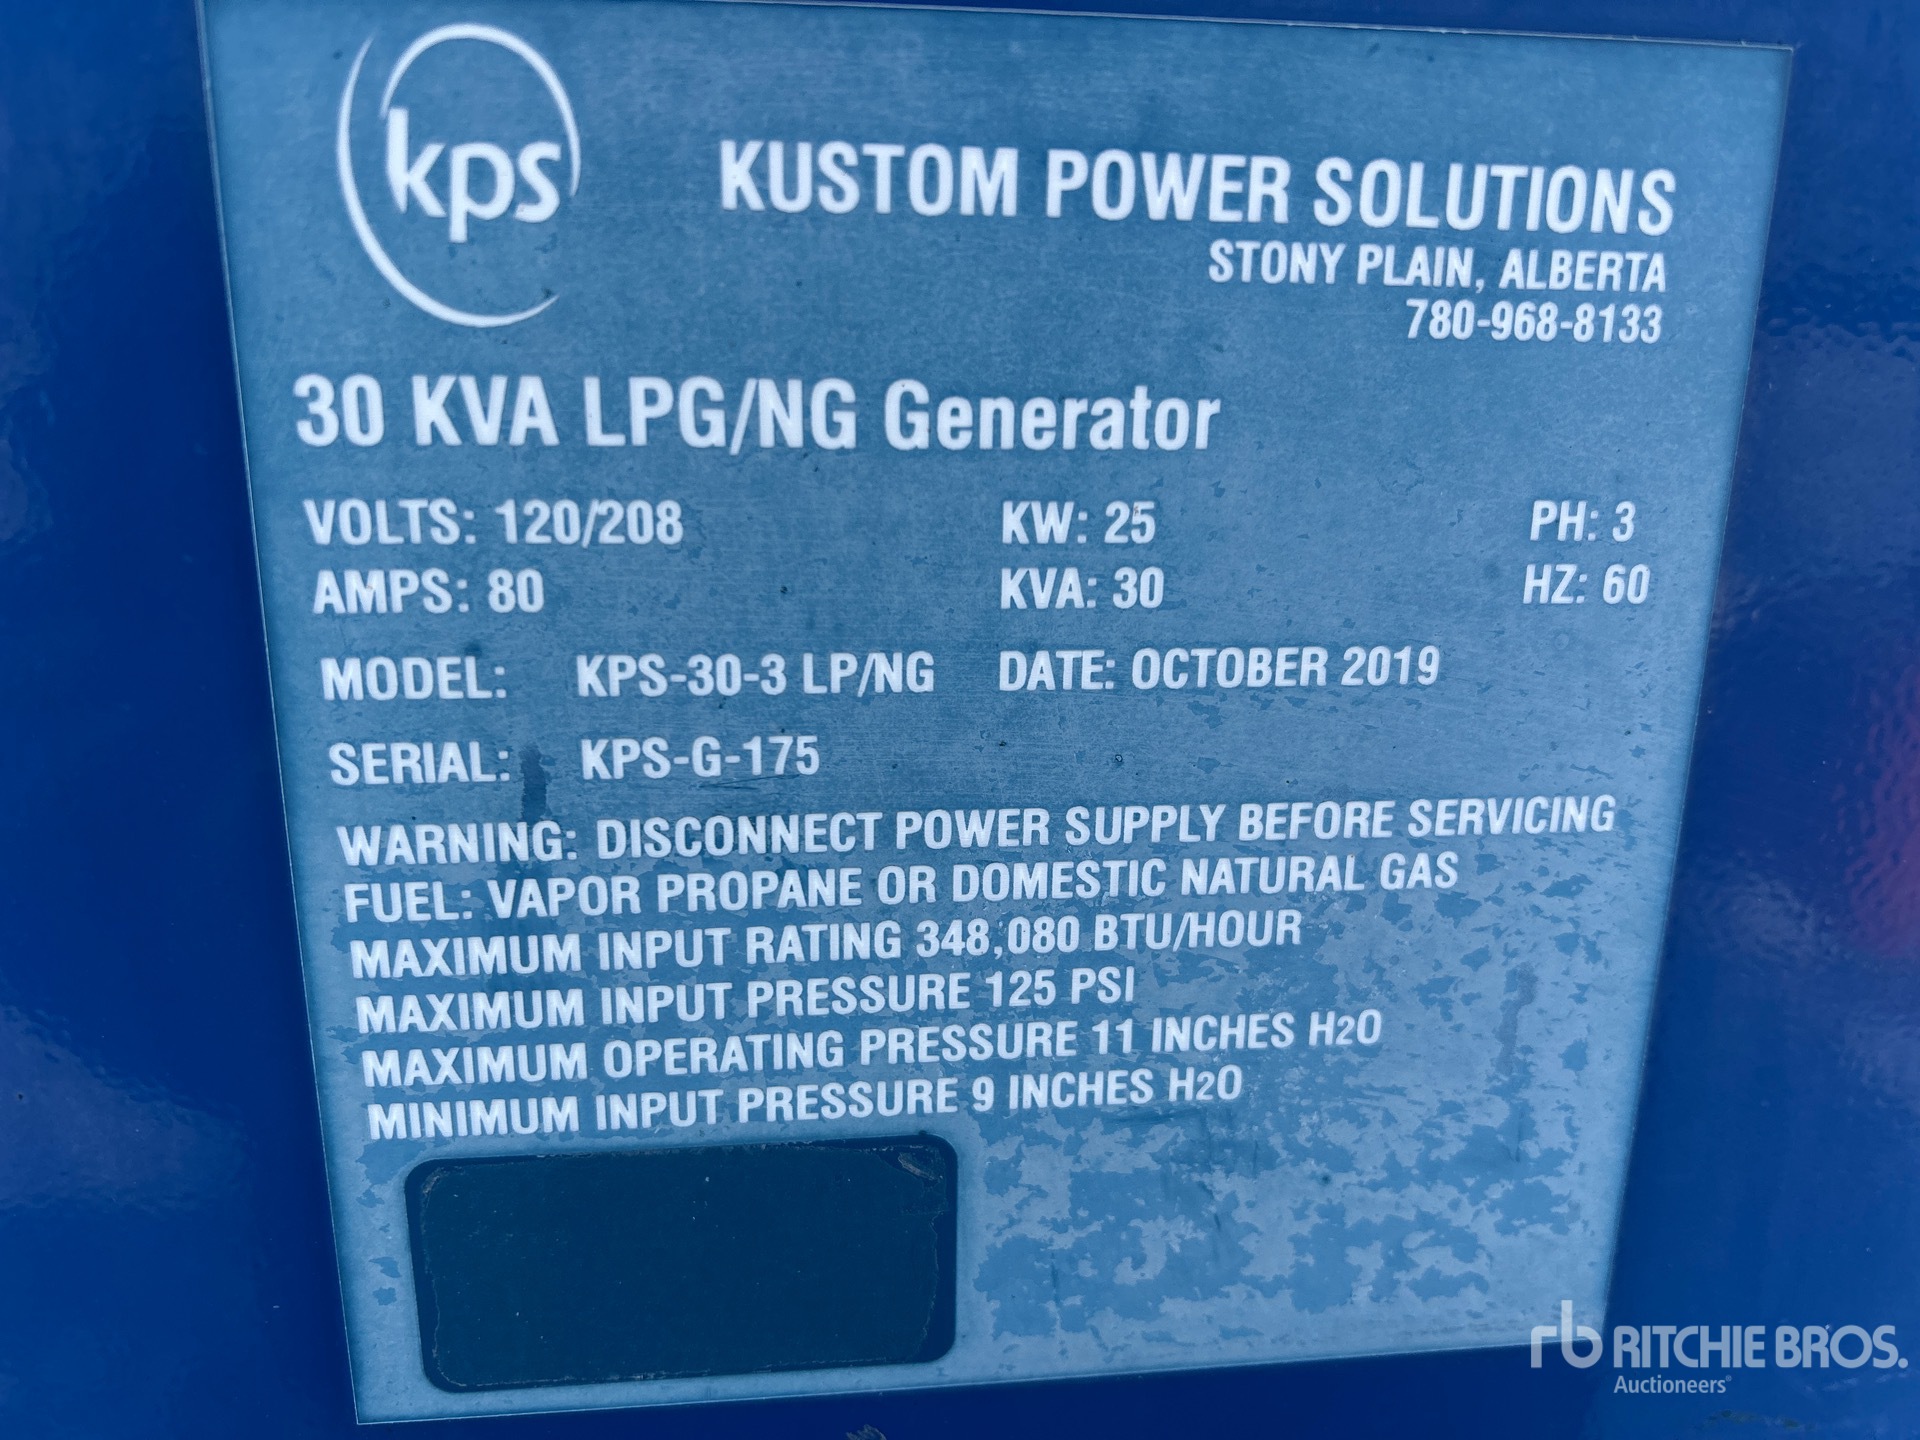 kps
KUSTOM POWER SOLUTIONS
STONY PLAIN, ALBERTA
780-968-8133
30 KVA LPG/NG Generator
VOLTS: 120/208 KW: 25 PH: 3
AMPS: 80 KVA: 30 HZ: 60
MODEL: KPS-30-3 LP/NG DATE: OCTOBER 2019
SERIAL: KPS-G-175
WARNING: DISCONNECT POWER SUPPLY BEFORE SERVICING
FUEL: VAPOR PROPANE OR DOMESTIC NATURAL GAS
MAXIMUM INPUT RATING 348,080 BTU/HOUR
MAXIMUM INPUT PRESSURE 125 PSI
MAXIMUM OPERATING PRESSURE 11 INCHES H2O
MINIMUM INPUT PRESSURE 9 INCHES H2O
rb RITCHIE BROS.
Auctioneers